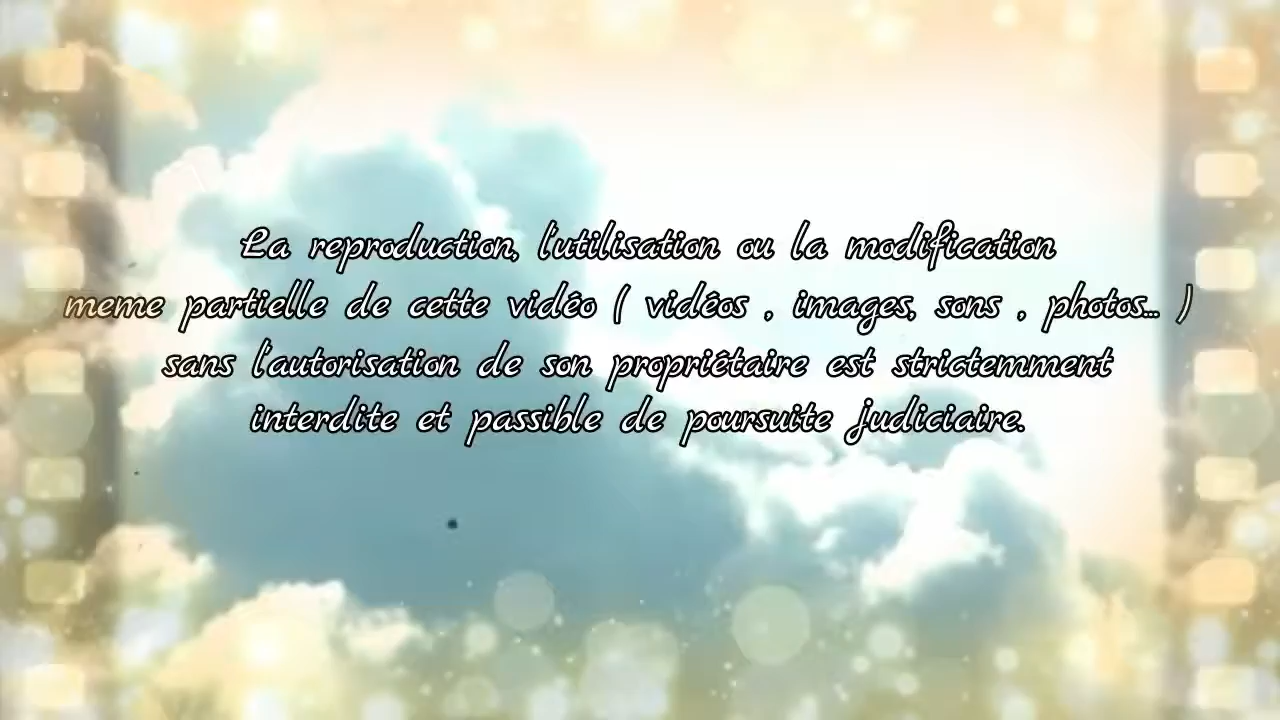 La reproduction, l'utilisation ou la modification
meme partielle de cette vidéo ( vidéos , images, sons , photos... )
sans l'autorisation de son propriétaire est strictemment
interdite et passible de poursuite judiciaire.